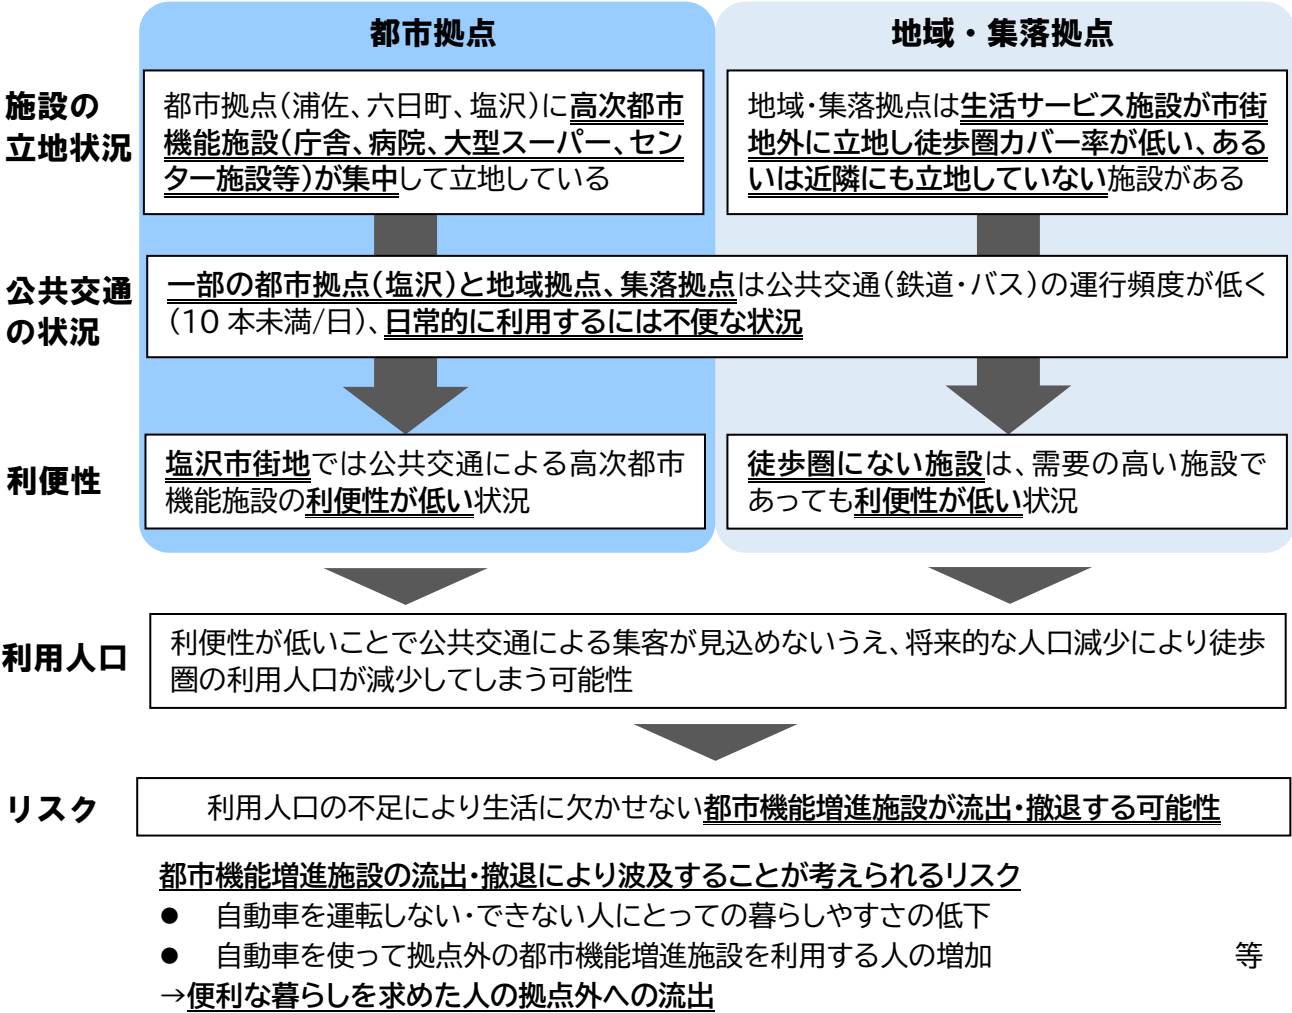 都市拠点
地域・集落拠点
施設の
立地状況
都市拠点(浦佐、六日町、塩沢)に高次都市
機能施設(庁舎、病院、大型スーパー、セン
ター施設等)が集中して立地している
地域・集落拠点は生活サービス施設が市街
地外に立地し徒歩圏カバー率が低い、ある
いは近隣にも立地していない施設がある
公共交通
の状況
一部の都市拠点(塩沢)と地域拠点、集落拠点は公共交通(鉄道・バス)の運行頻度が低く
(10 本未満/日)、日常的に利用するには不便な状況
利便性
塩沢市街地では公共交通による高次都市
機能施設の利便性が低い状況
徒歩圏にない施設は、需要の高い施設で
あっても利便性が低い状況
利用人口
利便性が低いことで公共交通による集客が見込めないうえ、将来的な人口減少により徒歩
圏の利用人口が減少してしまう可能性
リスク
利用人口の不足により生活に欠かせない都市機能増進施設が流出・撤退する可能性
都市機能増進施設の流出・撤退により波及することが考えられるリスク
● 自動車を運転しない・できない人にとっての暮らしやすさの低下
● 自動車を使って拠点外の都市機能増進施設を利用する人の増加 等
→便利な暮らしを求めた人の拠点外への流出